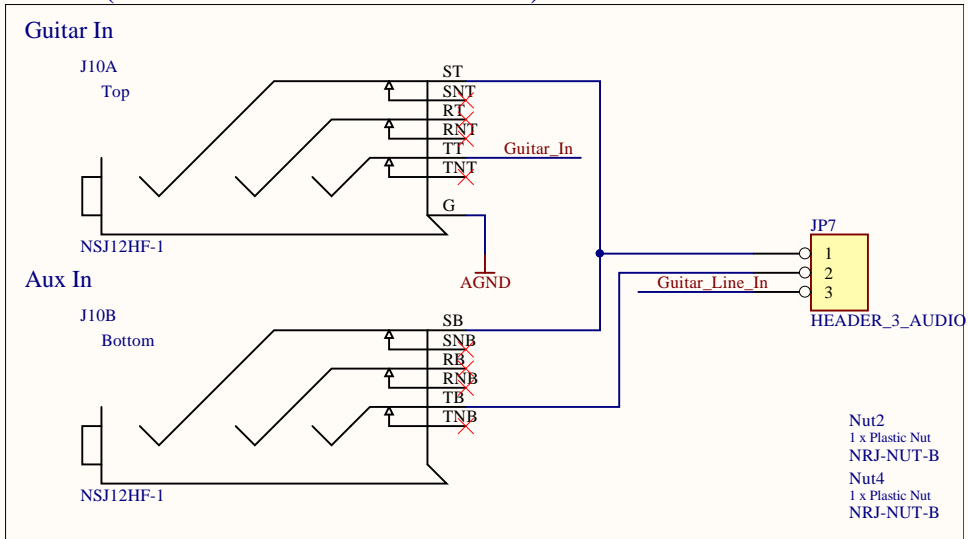 Guitar In
J10A
Top
ST
SNT
RT
RNT
TT
Guitar_In
TNT
G
NSJ12HF-1
AGND
Aux In
J10B
Bottom
SB
SNB
RB
RNB
TB
TNB
NSJ12HF-1
JP7
1
2
Guitar_Line_In
3
HEADER_3_AUDIO
Nut2
1 x Plastic Nut
NRJ-NUT-B
Nut4
1 x Plastic Nut
NRJ-NUT-B